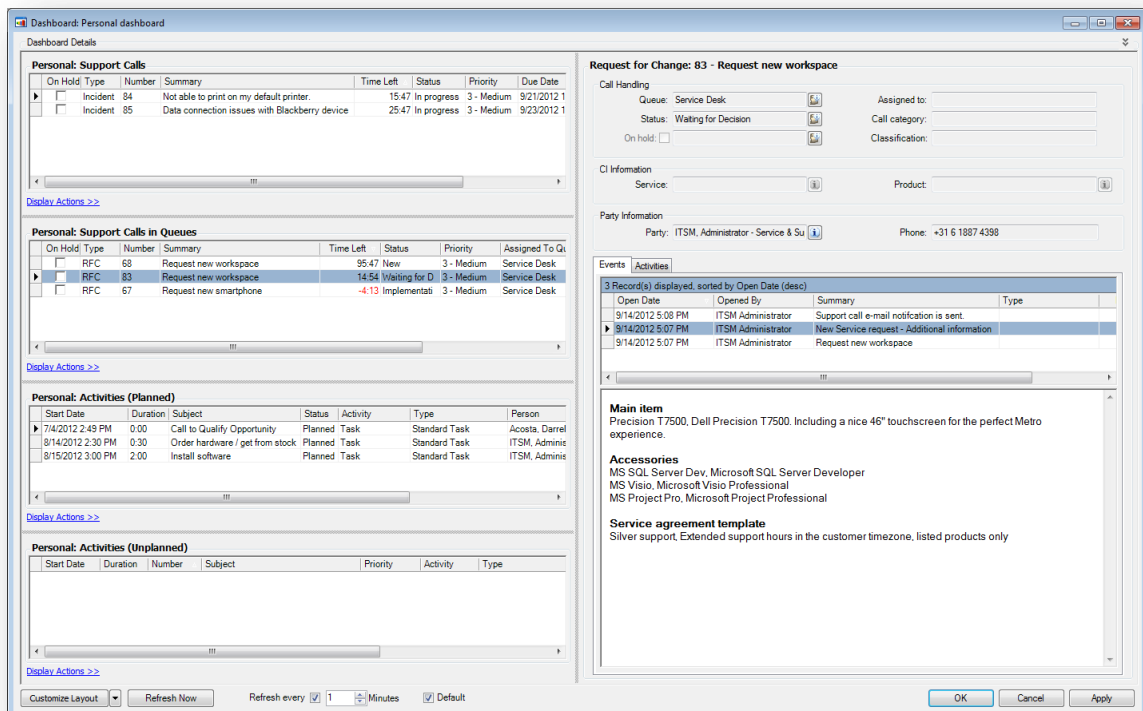 Dashboard: Personal dashboard
Dashboard Details
Personal: Support Calls
On Hold Type Number Summary Time Left Status Priority Due Date
Incident 84 Not able to print on my default printer. 15:47 In progress 3 - Medium 9/21/2012 1
Incident 85 Data connection issues with Blackberry device 25:47 In progress 3 - Medium 9/23/2012 1
Display Actions >>
Personal: Support Calls in Queues
On Hold Type Number Summary Time Left Status Priority Assigned To Qu
RFC 68 Request new workspace 95:47 New 3 - Medium Service Desk
RFC 83 Request new workspace 14:54 Waiting for D 3 - Medium Service Desk
RFC 67 Request new smartphone -4:13 Implementati 3 - Medium Service Desk
Display Actions >>
Personal: Activities (Planned)
Start Date Duration Subject Status Activity Type Person
7/4/2012 2:49 PM 0:00 Call to Qualify Opportunity Planned Task Standard Task Acosta, Darrel
8/14/2012 2:30 PM 0:30 Order hardware / get from stock Planned Task Standard Task ITSM, Adminis
8/15/2012 3:00 PM 2:00 Install software Planned Task Standard Task ITSM, Adminis
Display Actions >>
Personal: Activities (Unplanned)
Start Date Duration Number Subject Priority Activity Type
Display Actions >>
Request for Change: 83 - Request new workspace
Call Handling
Queue: Service Desk Assigned to:
Status: Waiting for Decision Call category:
On hold: Classification:
CI Information
Service: Product:
Party Information
Party: ITSM, Administrator - Service & Su Phone: +31 6 1887 4398
Events Activities
3 Record(s) displayed, sorted by Open Date (desc)
Open Date Opened By Summary Type
9/14/2012 5:08 PM ITSM Administrator Support call e-mail notifcation is sent.
9/14/2012 5:07 PM ITSM Administrator New Service request - Additional information
9/14/2012 5:07 PM ITSM Administrator Request new workspace
Main item
Precision T7500, Dell Precision T7500. Including a nice 46" touchscreen for the perfect Metro
experience.
Accessories
MS SQL Server Dev, Microsoft SQL Server Developer
MS Visio, Microsoft Visio Professional
MS Project Pro, Microsoft Project Professional
Service agreement template
Silver support, Extended support hours in the customer timezone, listed products only
Customize Layout Refresh Now Refresh every 1 Minutes Default OK Cancel Apply